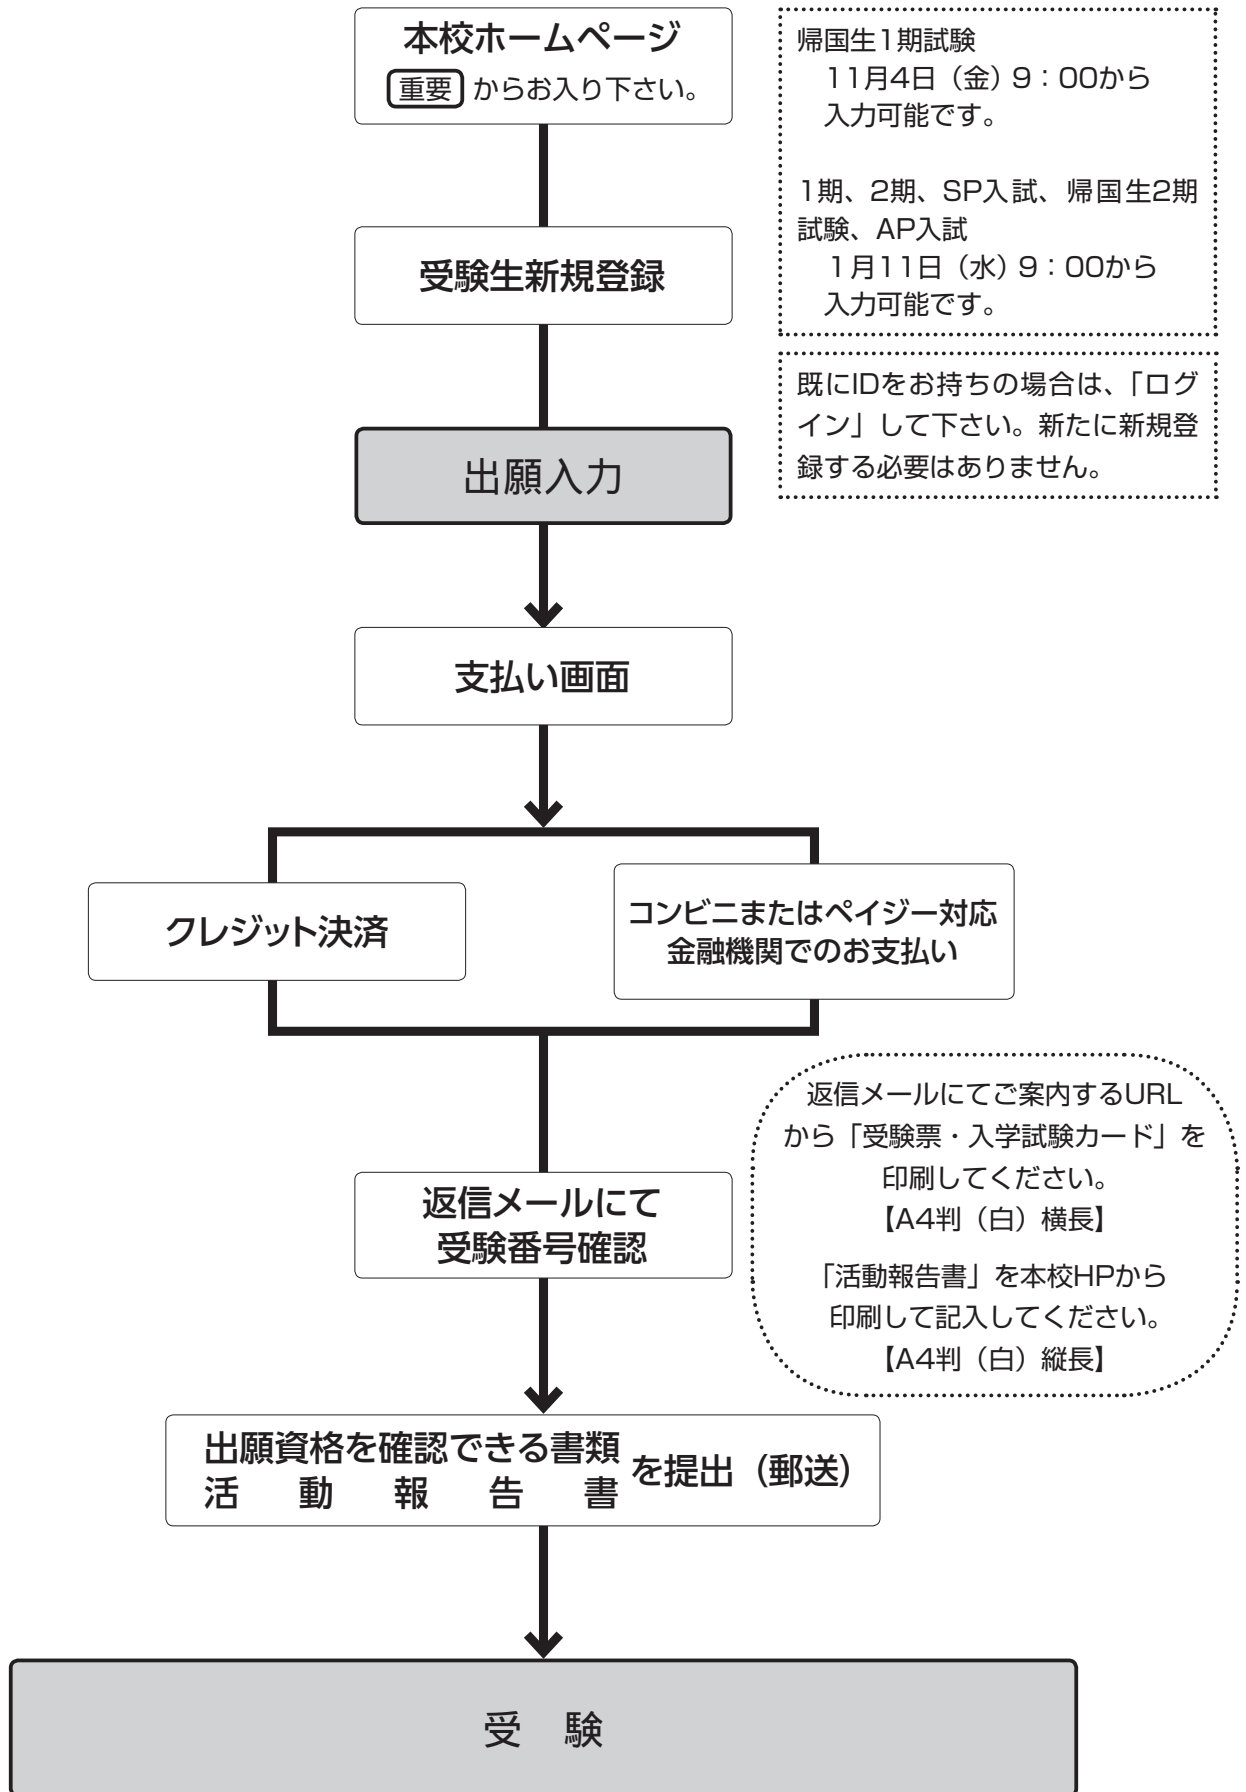 本校ホームページ
重要 からお入り下さい。
帰国生1期試験
11月4日（金）9：00から
入力可能です。
1期、2期、SP入試、帰国生2期
試験、AP入試
1月11日（水）9：00から
入力可能です。
受験生新規登録
既にIDをお持ちの場合は、「ログ
イン」して下さい。新たに新規登
録する必要はありません。
出願入力
支払い画面
クレジット決済
コンビニまたはペイジー対応
金融機関でのお支払い
返信メールにてご案内するURL
から「受験票・入学試験カード」を
印刷してください。
【A4判（白）横長】
「活動報告書」を本校HPから
印刷して記入してください。
【A4判（白）縦長】
返信メールにて
受験番号確認
出願資格を確認できる書類
活動報告書
を提出（郵送）
受験